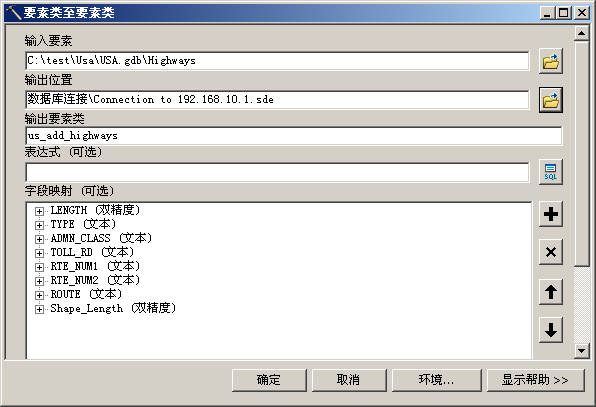 要素类至要素类
输入要素
C:\test\Usa\USA.gdb\Highways
输出位置
数据库连接\Connection to 192.168.10.1.sde
输出要素类
us_add_highways
表达式 (可选)
SQL
字段映射 (可选)
LENGTH (双精度)
TYPE (文本)
ADMN_CLASS (文本)
TOLL_RD (文本)
RTE_NUM1 (文本)
RTE_NUM2 (文本)
ROUTE (文本)
Shape_Length (双精度)
确定 取消 环境... 显示帮助 >>